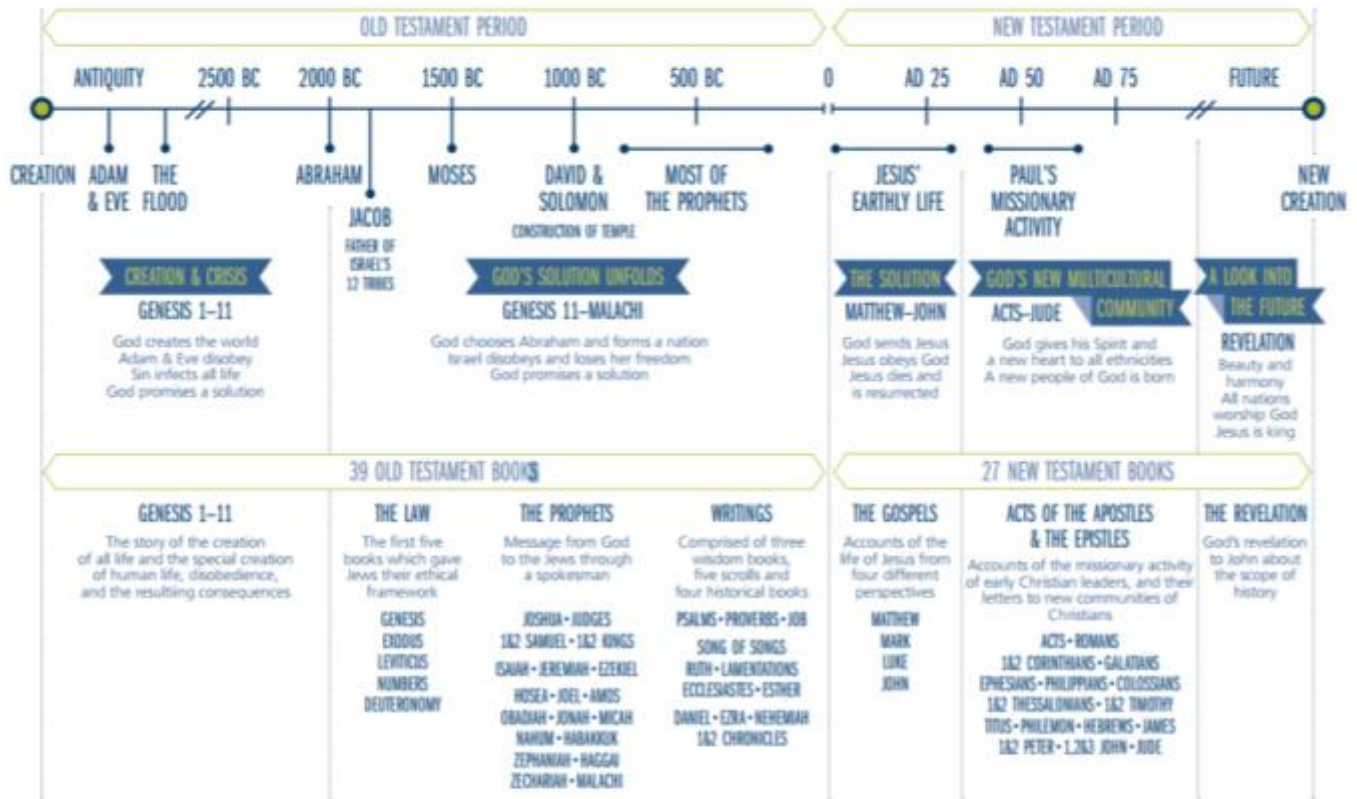 OLD TESTAMENT PERIOD
NEW TESTAMENT PERIOD
ANTIQUITY
2500 BC
2000 BC
1500 BC
1000 BC
500 BC
0
AD 25
AD 50
AD 75
FUTURE
CREATION
ADAM
& EVE
THE
FLOOD
ABRAHAM
JACOB
FATHER OF
ISRAEL'S
12 TRIBES
MOSES
DAVID &
SOLOMON
CONSTRUCTION OF TEMPLE
MOST OF
THE PROPHETS
JESUS'
EARTHLY LIFE
PAUL'S
MISSIONARY
ACTIVITY
NEW
CREATION
CREATION & CRISIS
GENESIS 1–11
God creates the world
Adam & Eve disobey
Sin infects all life
God promises a solution
GOD'S SOLUTION UNFOLDS
GENESIS 11–MALACHI
God chooses Abraham and forms a nation
Israel disobeys and loses her freedom
God promises a solution
THE SOLUTION
MATTHEW–JOHN
God sends Jesus
Jesus obeys God
Jesus dies and
is resurrected
GOD'S NEW MULTICULTURAL
COMMUNITY
ACTS–JUDE
God gives his Spirit and
a new heart to all ethnicities
A new people of God is born
A LOOK INTO
THE FUTURE
REVELATION
Beauty and
harmony
All nations
worship God
Jesus is king
39 OLD TESTAMENT BOOKS
27 NEW TESTAMENT BOOKS
GENESIS 1–11
The story of the creation
of all life and the special creation
of human life, disobedience,
and the resultling consequences
THE LAW
The first five
books which gave
Jews their ethical
framework
GENESIS
EXODUS
LEVITICUS
NUMBERS
DEUTERONOMY
THE PROPHETS
Message from God
to the Jews through
a spokesman
JOSHUA • JUDGES
1&2 SAMUEL • 1&2 KINGS
ISAIAH • JEREMIAH • EZEKIEL
HOSEA • JOEL • AMOS
OBADIAH • JONAH • MICAH
NAHUM • HABAKKUK
ZEPHANIAH • HAGGAI
ZECHARIAH • MALACHI
WRITINGS
Comprised of three
wisdom books,
five scrolls and
four historical books
PSALMS • PROVERBS • JOB
SONG OF SONGS
RUTH • LAMENTATIONS
ECCLESIASTES • ESTHER
DANIEL • EZRA • NEHEMIAH
1&2 CHRONICLES
THE GOSPELS
Accounts of the
life of Jesus from
four different
perspectives
MATTHEW
MARK
LUKE
JOHN
ACTS OF THE APOSTLES
& THE EPISTLES
Accounts of the missionary activity
of early Christian leaders, and their
letters to new communities of
Christians
ACTS • ROMANS
1&2 CORINTHIANS • GALATIANS
EPHESIANS • PHILIPPIANS • COLOSSIANS
1&2 THESSALONIANS • 1&2 TIMOTHY
TITUS • PHILEMON • HEBREWS • JAMES
1&2 PETER • 1,2&3 JOHN • JUDE
THE REVELATION
God's revelation
to John about
the scope of
history